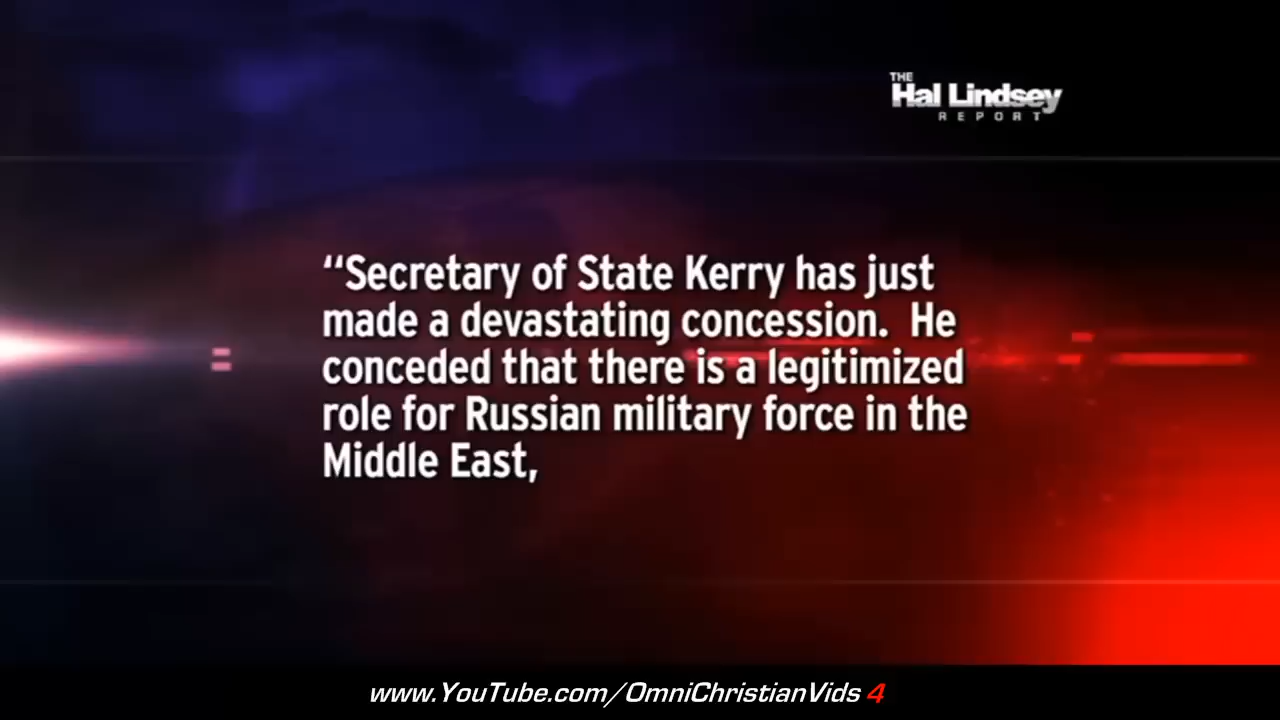 THE
Hal Lindsey
REPORT
“Secretary of State Kerry has just
made a devastating concession. He
conceded that there is a legitimized
role for Russian military force in the
Middle East,
www.YouTube.com/OmniChristianVids 4